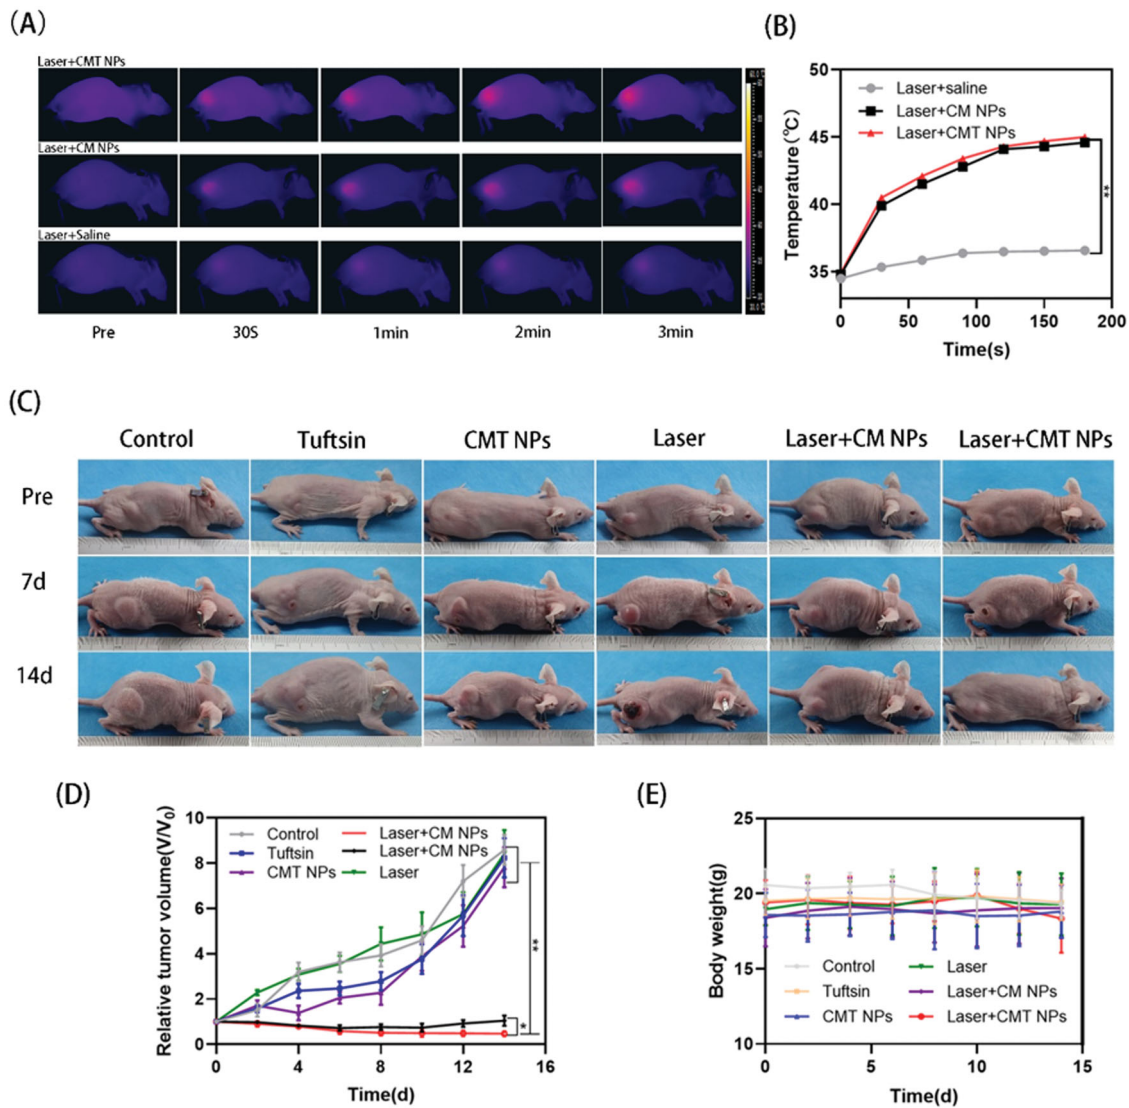 (A)
Laser+CMT NPs
Laser+CM NPs
Laser+Saline
Pre
30S
1min
2min
3min
(B)
50
45
40
35
0
50
100
150
200
Temperature(°C)
Time(s)
Laser+saline
Laser+CM NPs
Laser+CMT NPs
**
(C)
Control
Tuftsin
CMT NPs
Laser
Laser+CM NPs
Laser+CMT NPs
Pre
7d
14d
(D)
Relative tumor volume(V/V₀)
10
8
6
4
2
0
0
4
8
12
16
Time(d)
Control
Tuftsin
CMT NPs
Laser+CM NPs
Laser+CM NPs
Laser
**
*
(E)
Body weight(g)
25
20
15
10
0
5
10
15
Time(d)
Control
Tuftsin
CMT NPs
Laser
Laser+CM NPs
Laser+CMT NPs